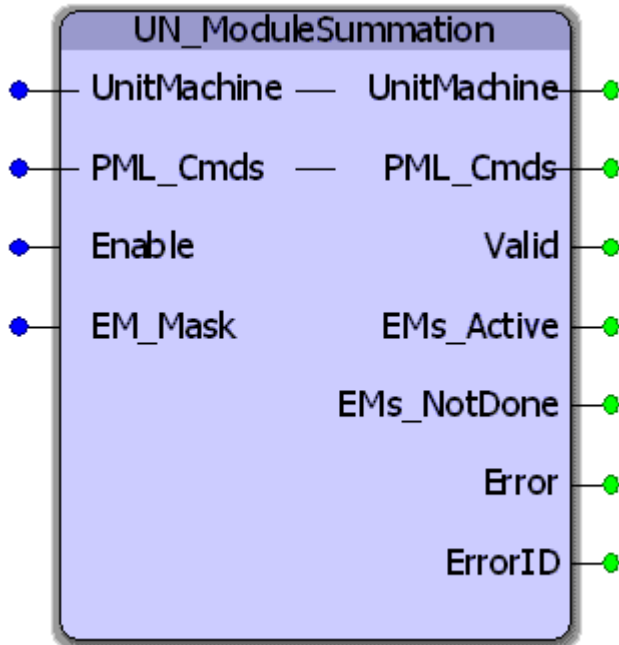 UN_ModuleSummation
UnitMachine UnitMachine
PML_Cmds PML_Cmds
Enable Valid
EM_Mask EMs_Active
EMs_NotDone
Error
ErrorID